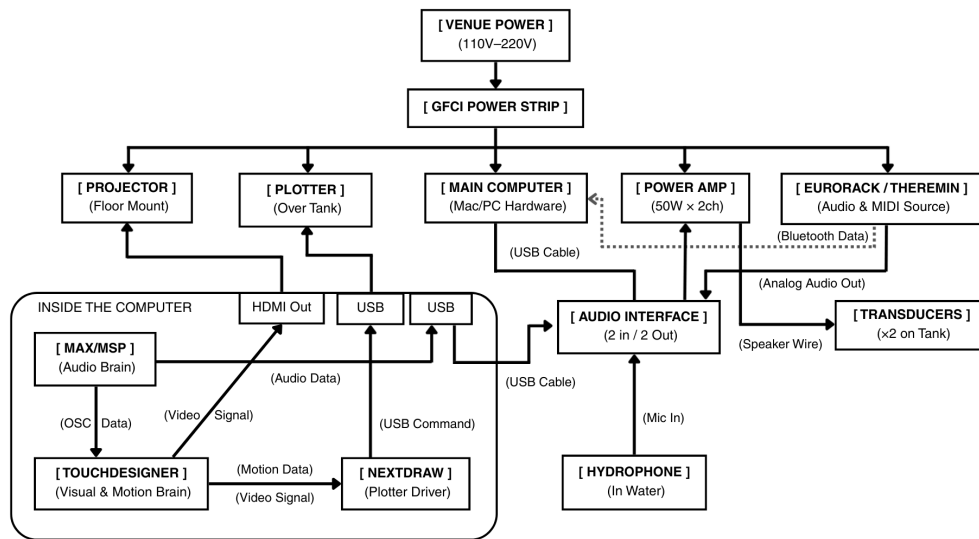 [ VENUE POWER ]
(110V–220V)
[ GFCI POWER STRIP ]
[ PROJECTOR ]
(Floor Mount)
[ PLOTTER ]
(Over Tank)
[ MAIN COMPUTER ]
(Mac/PC Hardware)
[ POWER AMP ]
(50W × 2ch)
[ EURORACK / THEREMIN ]
(Audio & MIDI Source)
(Bluetooth Data)
(USB Cable)
(Analog Audio Out)
INSIDE THE COMPUTER
HDMI Out
USB
USB
[ AUDIO INTERFACE ]
(2 in / 2 Out)
[ TRANSDUCERS ]
(×2 on Tank)
(Speaker Wire)
[ MAX/MSP ]
(Audio Brain)
(Audio Data)
(USB Cable)
(OSC Data)
(Video Signal)
(USB Command)
(Mic In)
[ TOUCHDESIGNER ]
(Visual & Motion Brain)
(Motion Data)
(Video Signal)
[ NEXTDRAW ]
(Plotter Driver)
[ HYDROPHONE ]
(In Water)